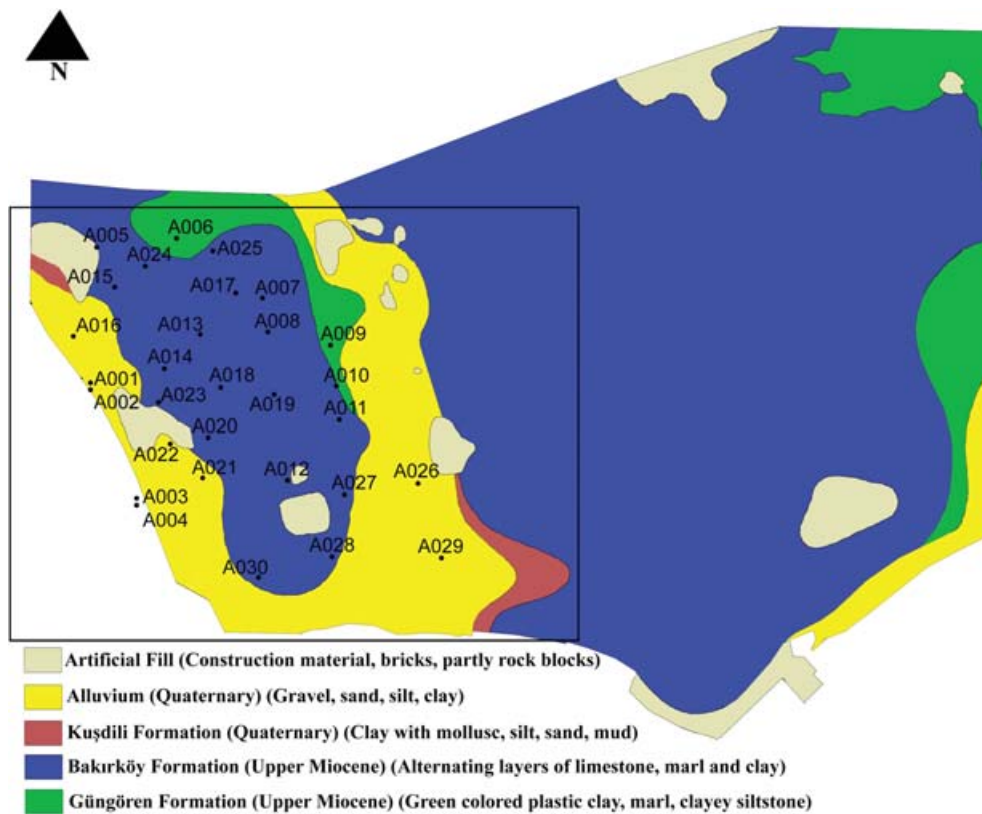 N
A006
A005
A025
A024
A015
A017
A007
A016
A013
A008
A009
A014
A001
A018
A010
A002
A023
A019
A011
A020
A022
A021
A012
A026
A003
A027
A004
A028
A029
A030
Artificial Fill (Construction material, bricks, partly rock blocks)
Alluvium (Quaternary) (Gravel, sand, silt, clay)
Kuşdili Formation (Quaternary) (Clay with mollusc, silt, sand, mud)
Bakırköy Formation (Upper Miocene) (Alternating layers of limestone, marl and clay)
Güngören Formation (Upper Miocene) (Green colored plastic clay, marl, clayey siltstone)